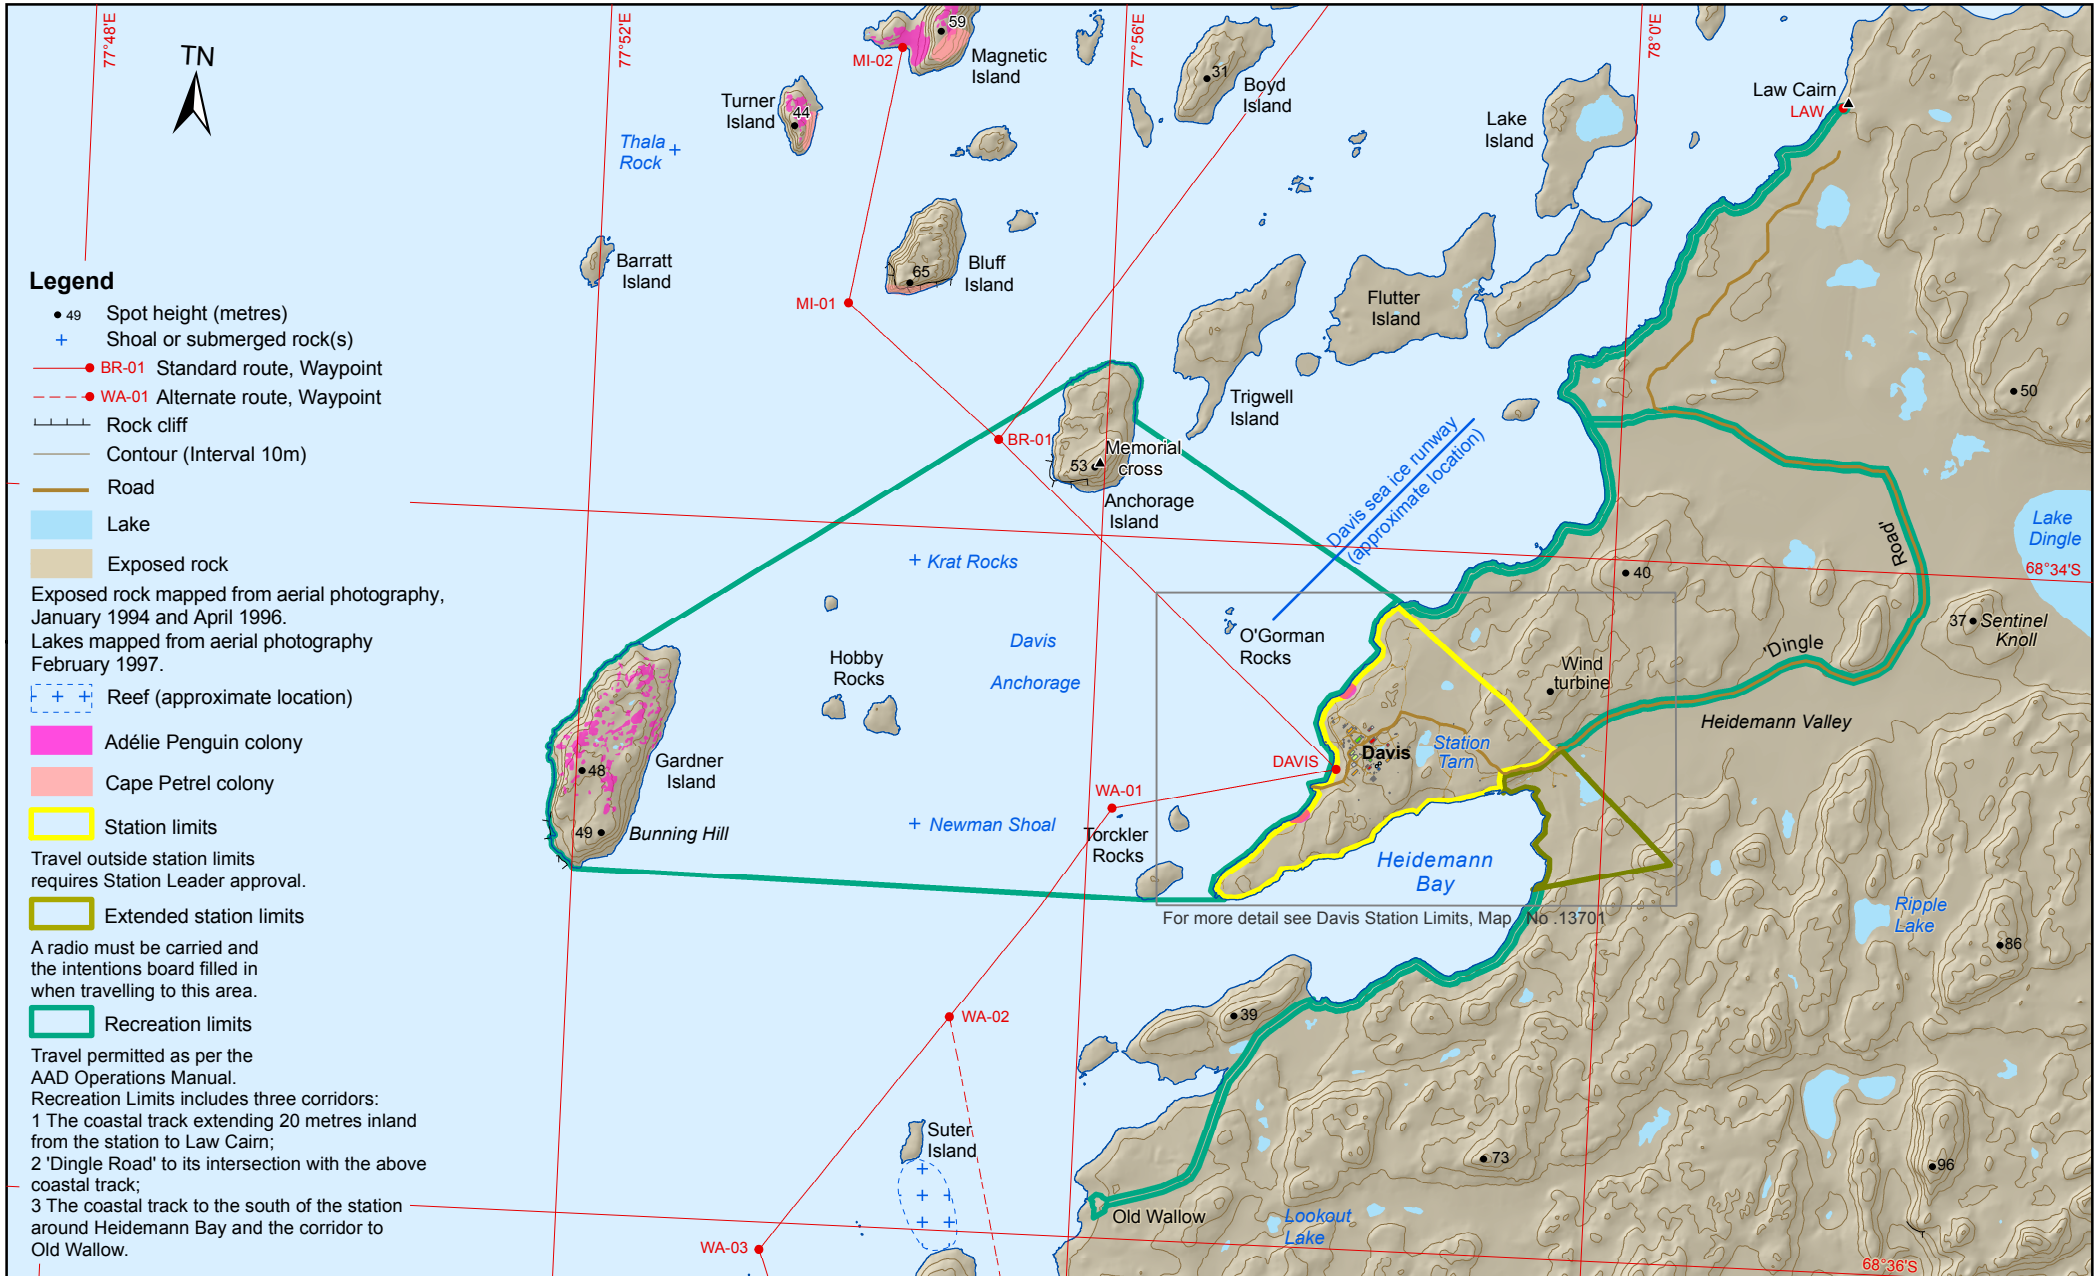 77°48'E
77°52'E
77°56'E
78°0'E
TN
59
Magnetic
Island
MI-02
31
Boyd
Island
Turner
Island
44
Thala
Rock
Lake
Island
Law Cairn
LAW
Barratt
Island
65
Bluff
Island
MI-01
Flutter
Island
Trigwell
Island
50
BR-01
Memorial
cross
53
Anchorage
Island
Davis sea ice runway
(approximate location)
Lake
Dingle
68°34'S
Road'
40
37
Sentinel
Knoll
'Dingle
Krat Rocks
Davis
Anchorage
Hobby
Rocks
O'Gorman
Rocks
Wind
turbine
Heidemann Valley
Gardner
Island
48
49
Bunning Hill
DAVIS
Davis
Station
Tarn
WA-01
Newman Shoal
Torckler
Rocks
Heidemann
Bay
For more detail see Davis Station Limits, Map No .13701
Ripple
Lake
86
39
WA-02
Suter
Island
73
96
Old Wallow
Lookout
Lake
WA-03
68°36'S
Legend
49 Spot height (metres)
Shoal or submerged rock(s)
BR-01 Standard route, Waypoint
WA-01 Alternate route, Waypoint
Rock cliff
Contour (Interval 10m)
Road
Lake
Exposed rock
Exposed rock mapped from aerial photography,
January 1994 and April 1996.
Lakes mapped from aerial photography
February 1997.
Reef (approximate location)
Adélie Penguin colony
Cape Petrel colony
Station limits
Travel outside station limits
requires Station Leader approval.
Extended station limits
A radio must be carried and
the intentions board filled in
when travelling to this area.
Recreation limits
Travel permitted as per the
AAD Operations Manual.
Recreation Limits includes three corridors:
1 The coastal track extending 20 metres inland
from the station to Law Cairn;
2 'Dingle Road' to its intersection with the above
coastal track;
3 The coastal track to the south of the station
around Heidemann Bay and the corridor to
Old Wallow.